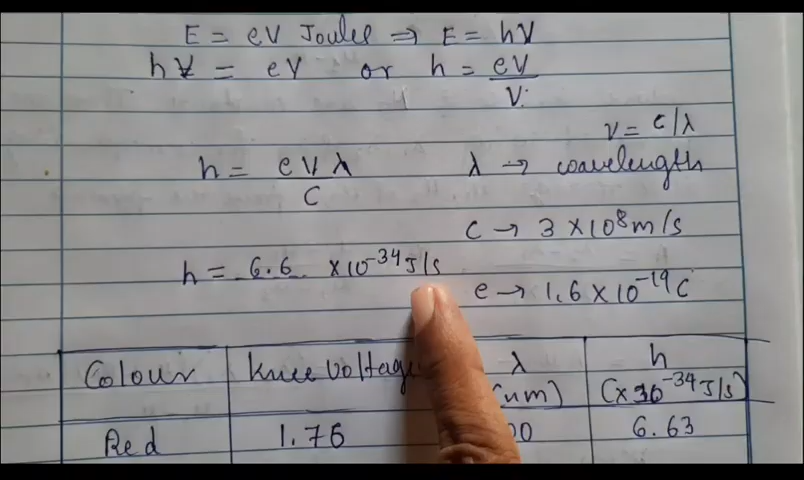 E = eV Joules ⇒ E = hν
hν = eV or h = eV/ν
ν = c/λ
h = eVλ/C λ → wavelength
C → 3 × 10⁸ m/s
h = 6.6 × 10⁻³⁴ J/s
e → 1.6 × 10⁻¹⁹ C
Colour Knee Voltage λ (nm) h (× 10⁻³⁴ J/s)
Red 1.76 6.63